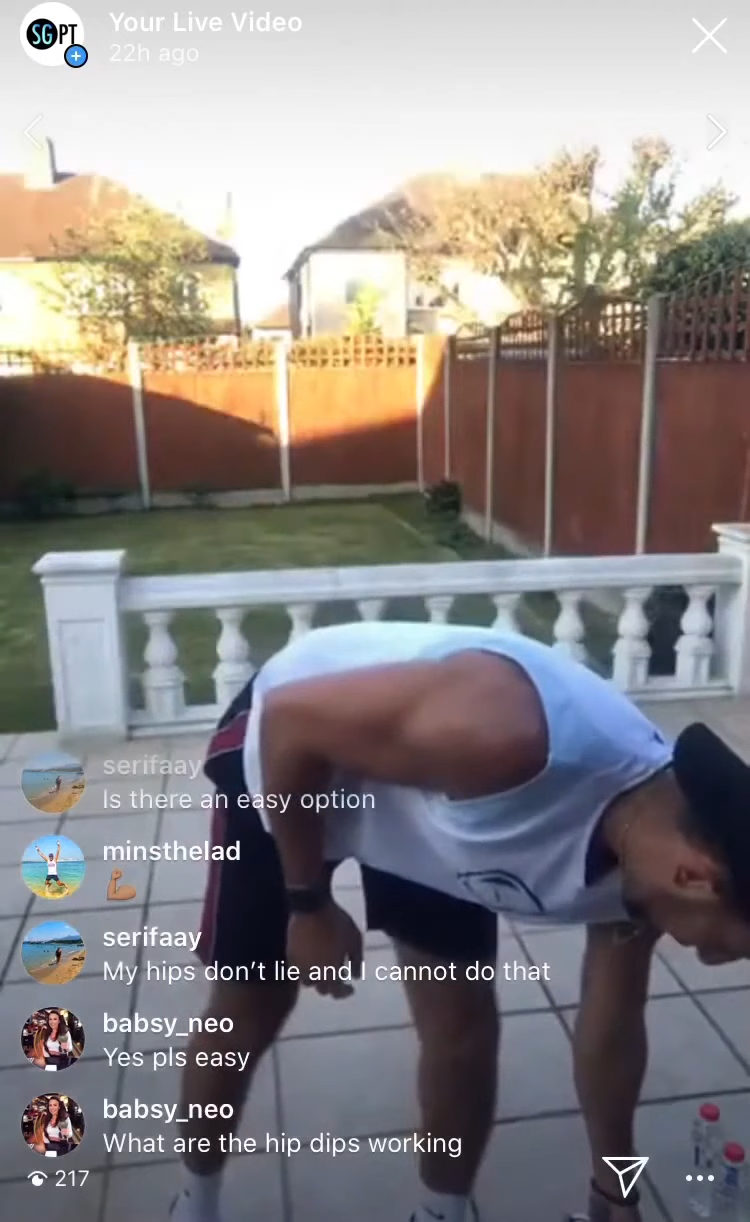 SGPT
Your Live Video
22h ago
serifaay
Is there an easy option
minsthelad
💪🏽
serifaay
My hips don’t lie and I cannot do that
babsy_neo
Yes pls easy
babsy_neo
What are the hip dips working
217